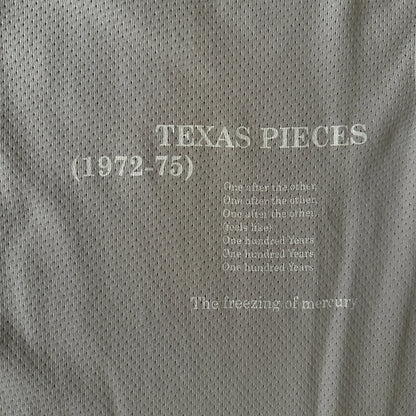 TEXAS PIECES
(1972-75)
One after the other,
One after the other,
One after the other,
(feels like)
One hundred Years
One hundred Years
One hundred Years
The freezing of mercury